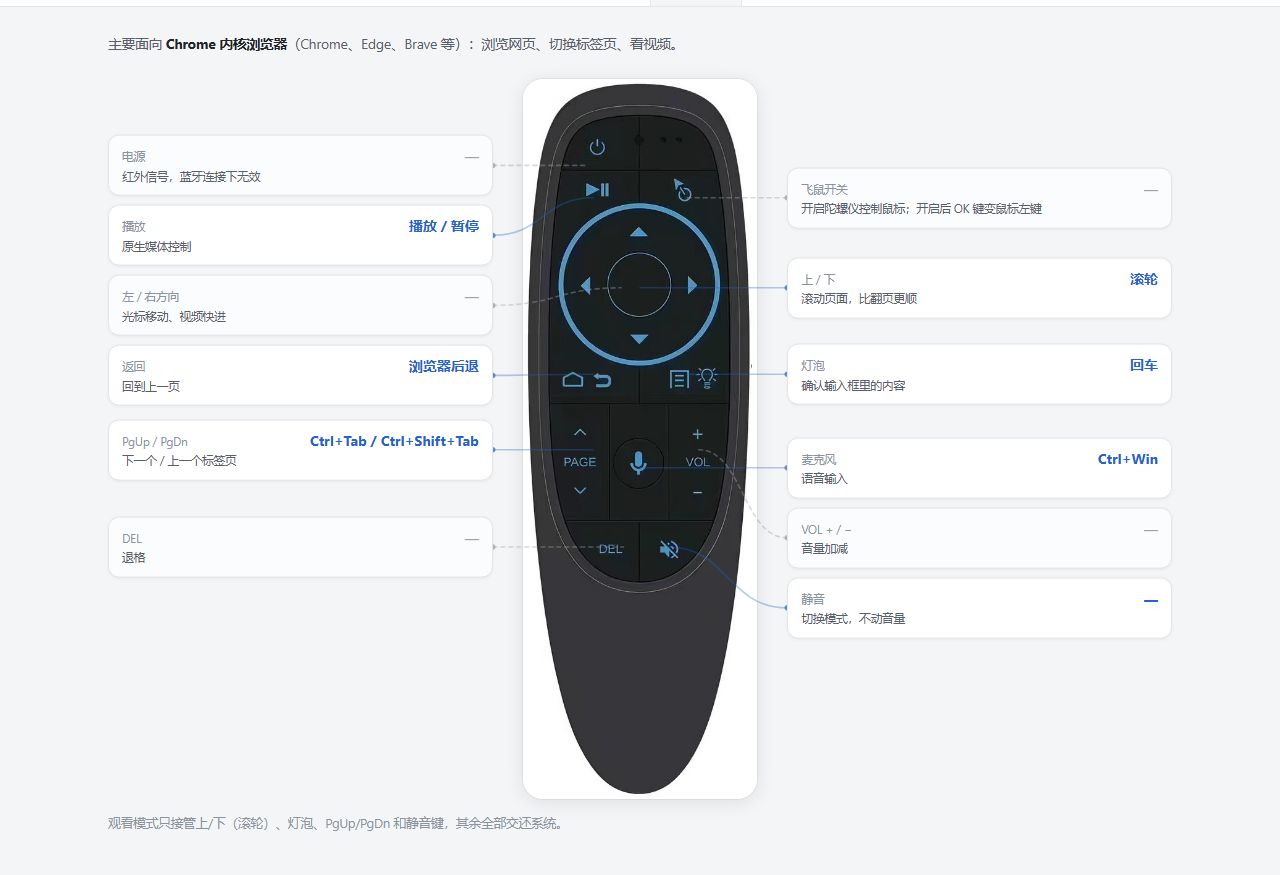 主要面向 Chrome 内核浏览器（Chrome、Edge、Brave 等）：浏览网页、切换标签页、看视频。
电源 —
红外信号，蓝牙连接下无效
播放 播放 / 暂停
原生媒体控制
左 / 右方向 —
光标移动、视频快进
返回 浏览器后退
回到上一页
PgUp / PgDn Ctrl+Tab / Ctrl+Shift+Tab
下一个 / 上一个标签页
DEL —
退格
PAGE
VOL
+
−
DEL
飞鼠开关 —
开启陀螺仪控制鼠标；开启后 OK 键变鼠标左键
上 / 下 滚轮
滚动页面，比翻页更顺
灯泡 回车
确认输入框里的内容
麦克风 Ctrl+Win
语音输入
VOL + / − —
音量加减
静音 —
切换模式，不动音量
观看模式只接管上/下（滚轮）、灯泡、PgUp/PgDn 和静音键，其余全部交还系统。